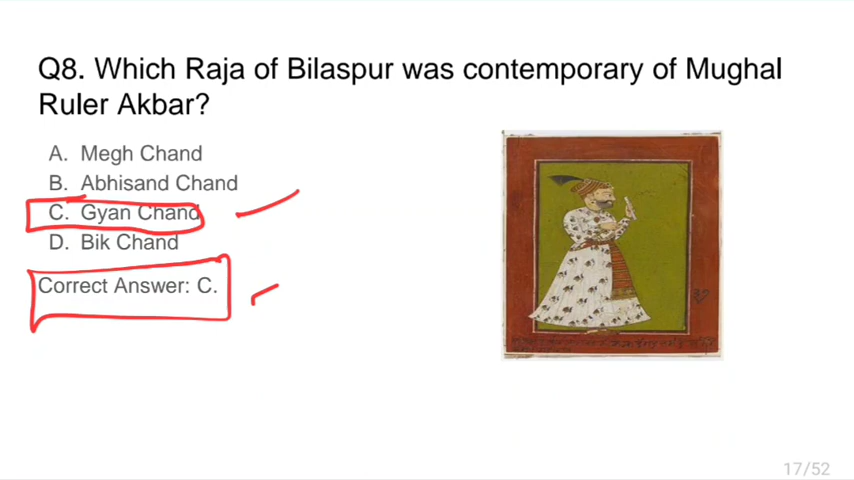 Q8. Which Raja of Bilaspur was contemporary of Mughal
Ruler Akbar?
A. Megh Chand
B. Abhisand Chand
C. Gyan Chand
D. Bik Chand
Correct Answer: C.
17/52